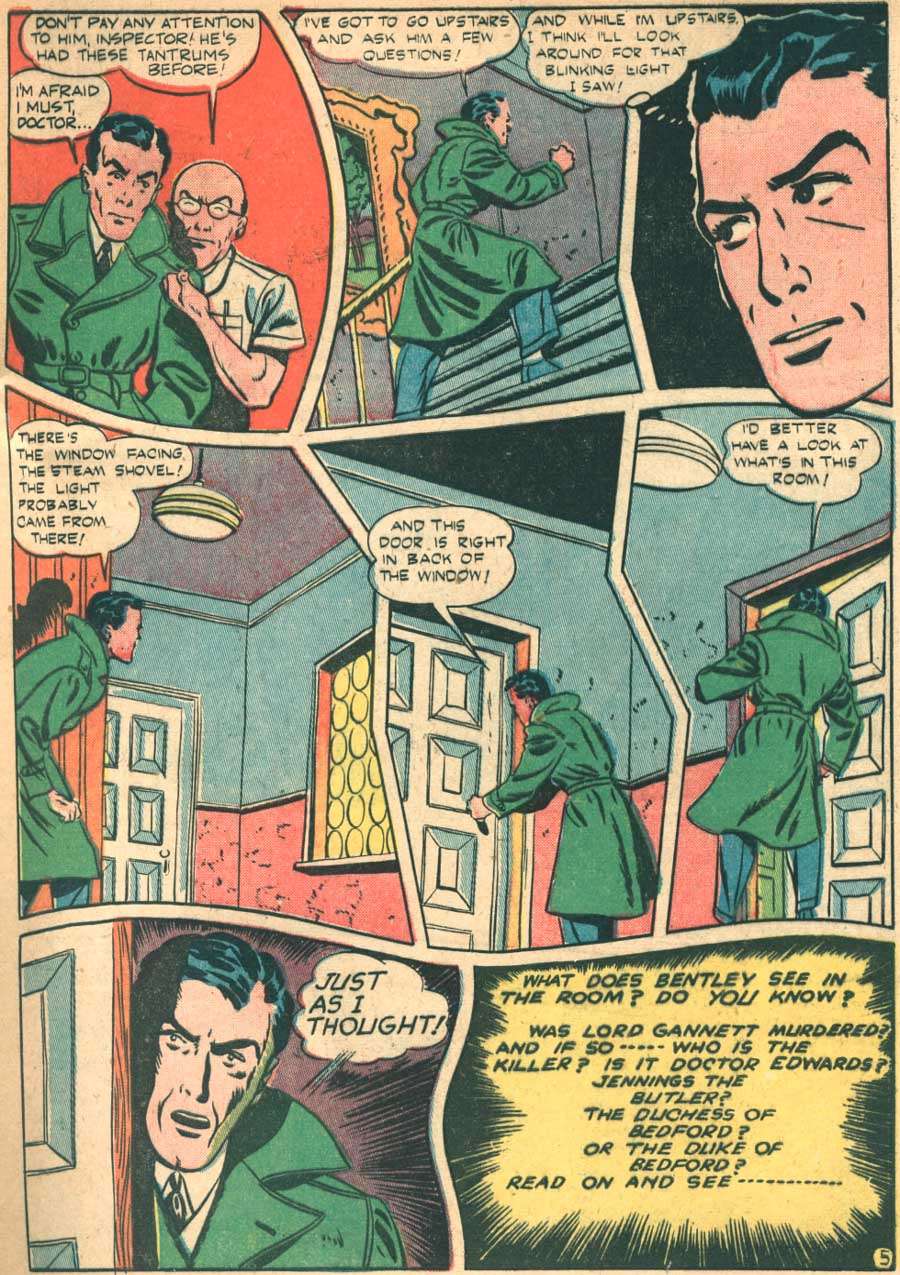 DON'T PAY ANY ATTENTION
TO HIM, INSPECTOR! HE'S
HAD THESE TANTRUMS
BEFORE!
I'M AFRAID
I MUST,
DOCTOR...
I'VE GOT TO GO UPSTAIRS
AND ASK HIM A FEW
QUESTIONS!
AND WHILE I'M UPSTAIRS,
I THINK I'LL LOOK
AROUND FOR THAT
BLINKING LIGHT
I SAW!
THERE'S
THE WINDOW FACING
THE STEAM SHOVEL!
THE LIGHT
PROBABLY
CAME FROM
THERE!
AND THIS
DOOR IS RIGHT
IN BACK OF
THE WINDOW!
I'D BETTER
HAVE A LOOK AT
WHAT'S IN THIS
ROOM!
JUST
AS I
THOUGHT!
WHAT DOES BENTLEY SEE IN
THE ROOM? DO YOU KNOW?
WAS LORD GANNETT MURDERED?
AND IF SO ----- WHO IS THE
KILLER? IS IT DOCTOR EDWARDS?
JENNINGS THE
BUTLER?
THE DUCHESS OF
BEDFORD?
OR THE DUKE OF
BEDFORD?
READ ON AND SEE -------------
5